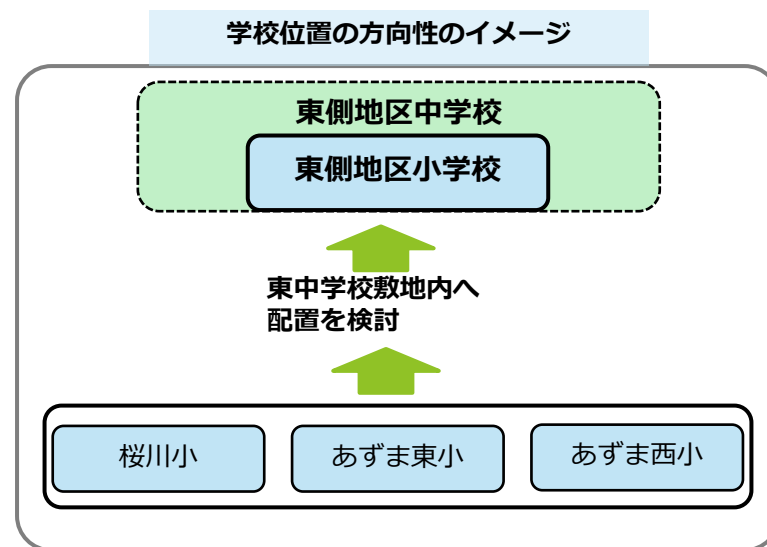 学校位置の方向性のイメージ
東側地区中学校
東側地区小学校
東中学校敷地内へ
配置を検討
桜川小
あずま東小
あずま西小